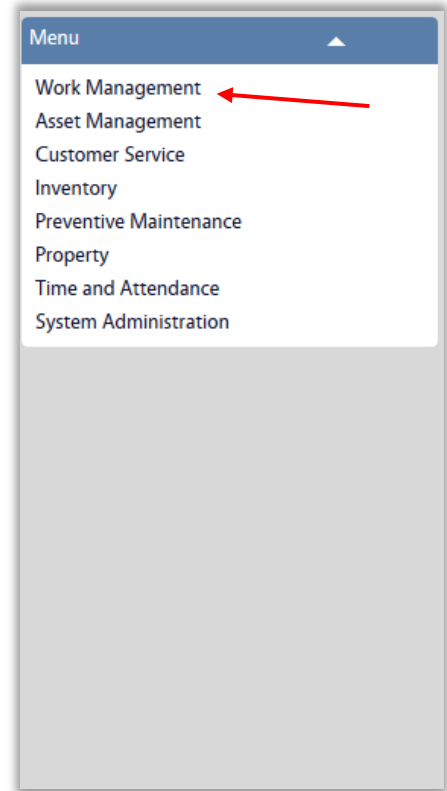 Menu
Work Management
Asset Management
Customer Service
Inventory
Preventive Maintenance
Property
Time and Attendance
System Administration